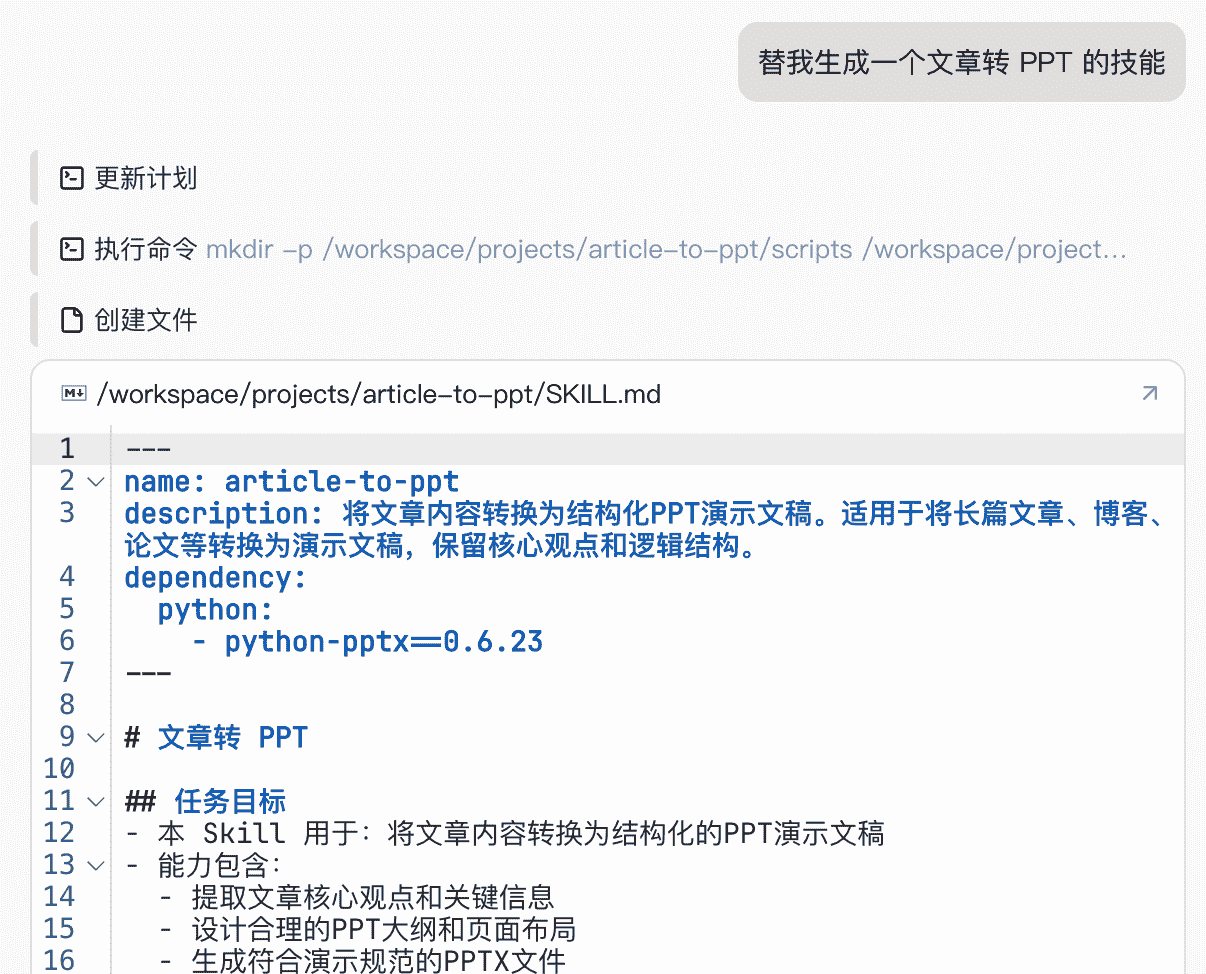 替我生成一个文章转 PPT 的技能
更新计划
执行命令 mkdir -p /workspace/projects/article-to-ppt/scripts /workspace/project...
创建文件
/workspace/projects/article-to-ppt/SKILL.md
1 ---
2 name: article-to-ppt
3 description: 将文章内容转换为结构化PPT演示文稿。适用于将长篇文章、博客、
论文等转换为演示文稿，保留核心观点和逻辑结构。
4 dependency:
5 python:
6 - python-pptx==0.6.23
7 ---
8
9 # 文章转 PPT
10
11 ## 任务目标
12 - 本 Skill 用于：将文章内容转换为结构化的PPT演示文稿
13 - 能力包含：
14 - 提取文章核心观点和关键信息
15 - 设计合理的PPT大纲和页面布局
16 - 生成符合演示规范的PPTX文件